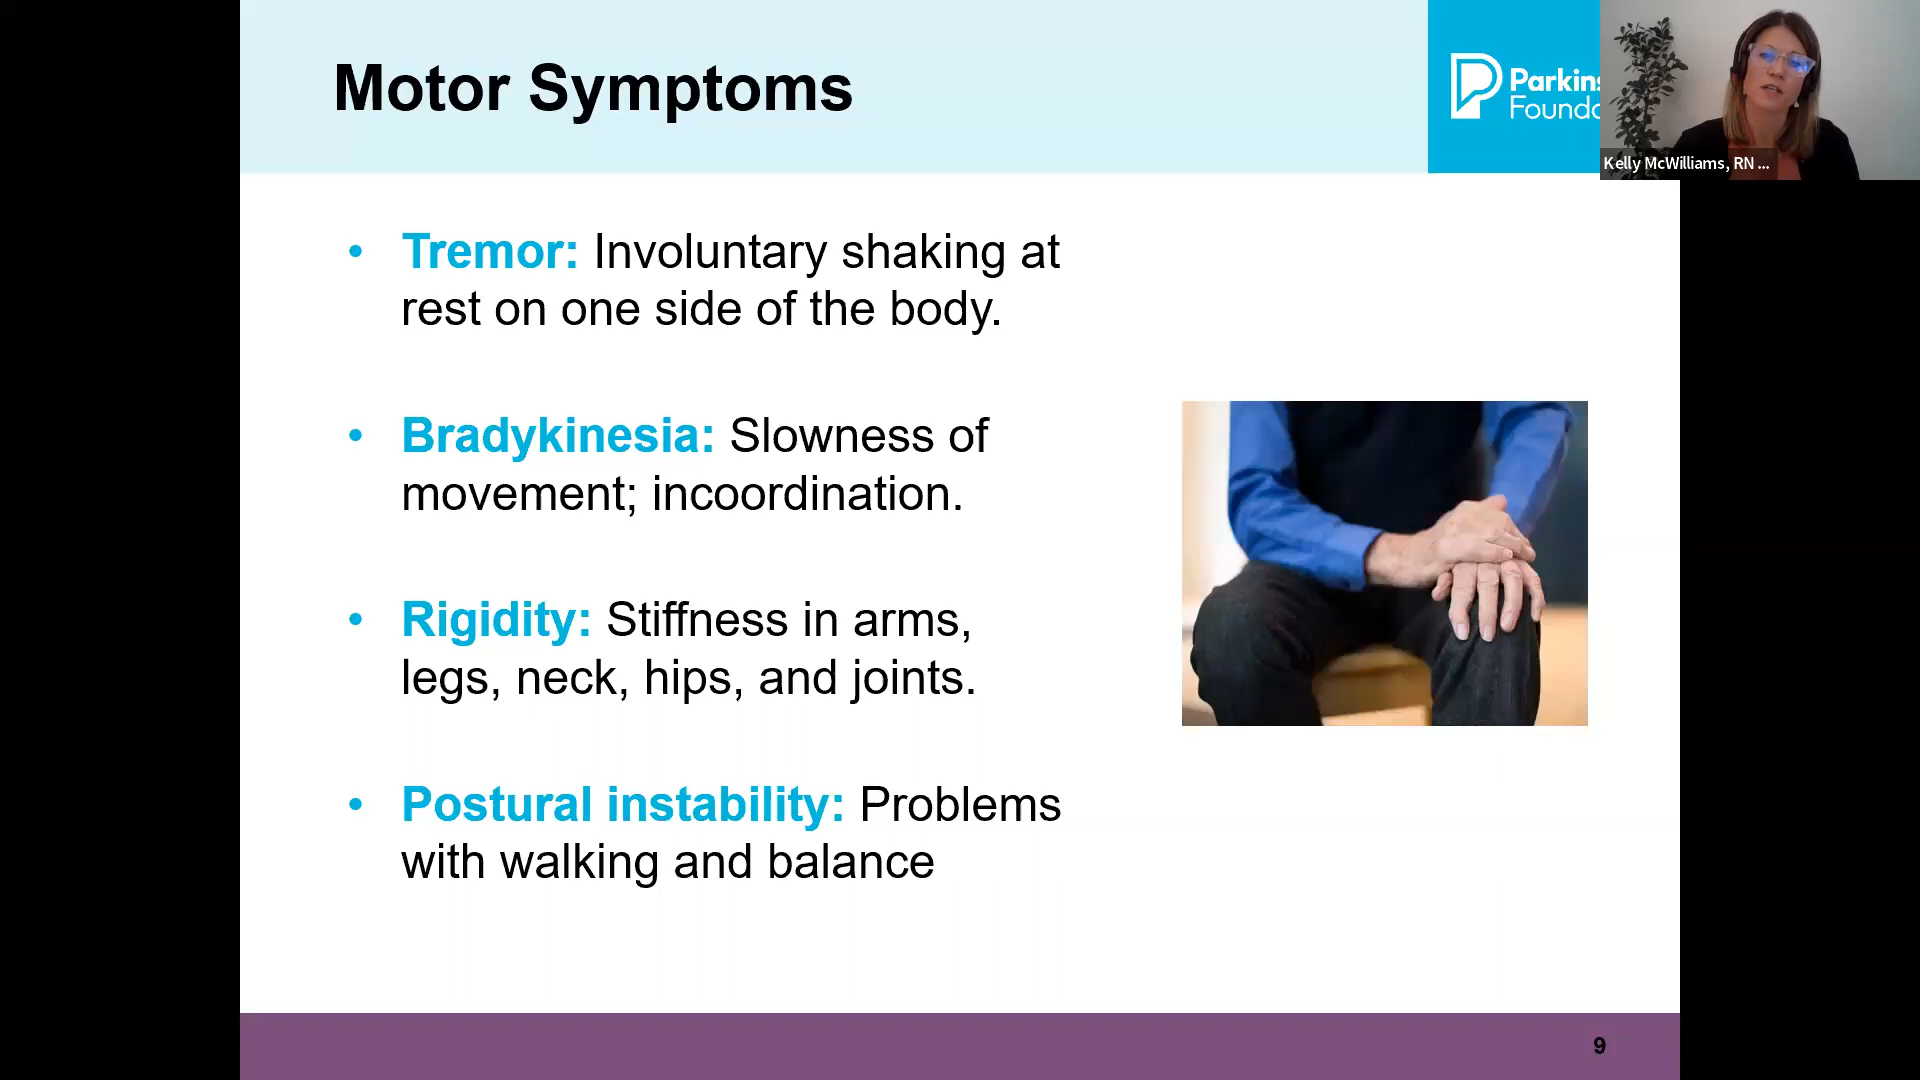 Motor Symptoms
Parkins
Founda
Kelly McWilliams, RN ...
• Tremor: Involuntary shaking at
rest on one side of the body.
• Bradykinesia: Slowness of
movement; incoordination.
• Rigidity: Stiffness in arms,
legs, neck, hips, and joints.
• Postural instability: Problems
with walking and balance
9